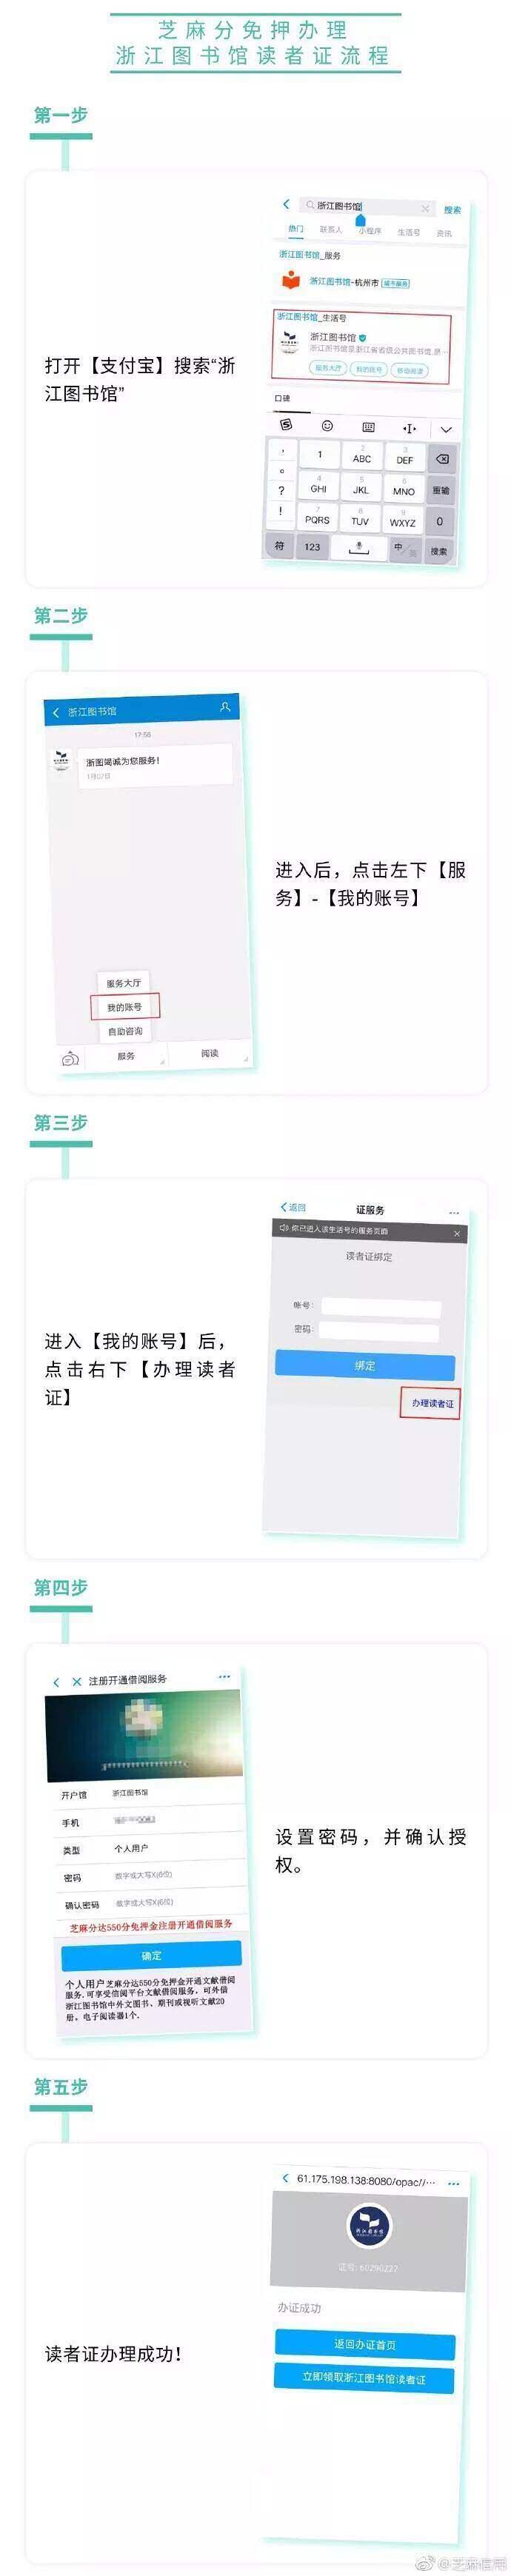 芝麻分免押办理
浙江图书馆读者证流程
第一步
打开【支付宝】搜索“浙
江图书馆”
浙江图书馆
搜索
热门 联系人 小程序 生活号 资讯
浙江图书馆_服务
浙江图书馆-杭州市 城市服务
浙江图书馆_生活号
浙江图书馆
浙江图书馆是浙江省省级公共图书馆,是…
服务大厅 我的账号 移动阅读
口碑
, 1 2 ABC 3 DEF
。 4 GHI 5 JKL 6 MNO 重输
? 7 PQRS 8 TUV 9 WXYZ 0
!
符 123 中/英 搜索
第二步
浙江图书馆
17:58
浙图竭诚为您服务!
1月07日
服务大厅
我的账号
自助咨询
服务 阅读
进入后，点击左下【服
务】-【我的账号】
第三步
进入【我的账号】后，
点击右下【办理读者
证】
返回 证服务 …
你已进入该生活号的服务页面
读者证绑定
账号:
密码:
绑定
办理读者证
第四步
注册开通借阅服务 …
开户馆 浙江图书馆
手机
类型 个人用户
密码 数字或大写X(6位)
确认密码 数字或大写X(6位)
芝麻分达550分免押金注册开通借阅服务
确定
个人用户芝麻分达550分免押金开通文献借阅
服务.可享受信阅平台文献借阅服务，可外借
浙江图书馆中外文图书、期刊或视听文献20
册。电子阅读器1个.
设置密码，并确认授
权。
第五步
61.175.198.138:8080/opac//… …
浙江图书馆
证号: 60290227
办证成功
返回办证首页
立即领取浙江图书馆读者证
读者证办理成功！
@芝麻信用